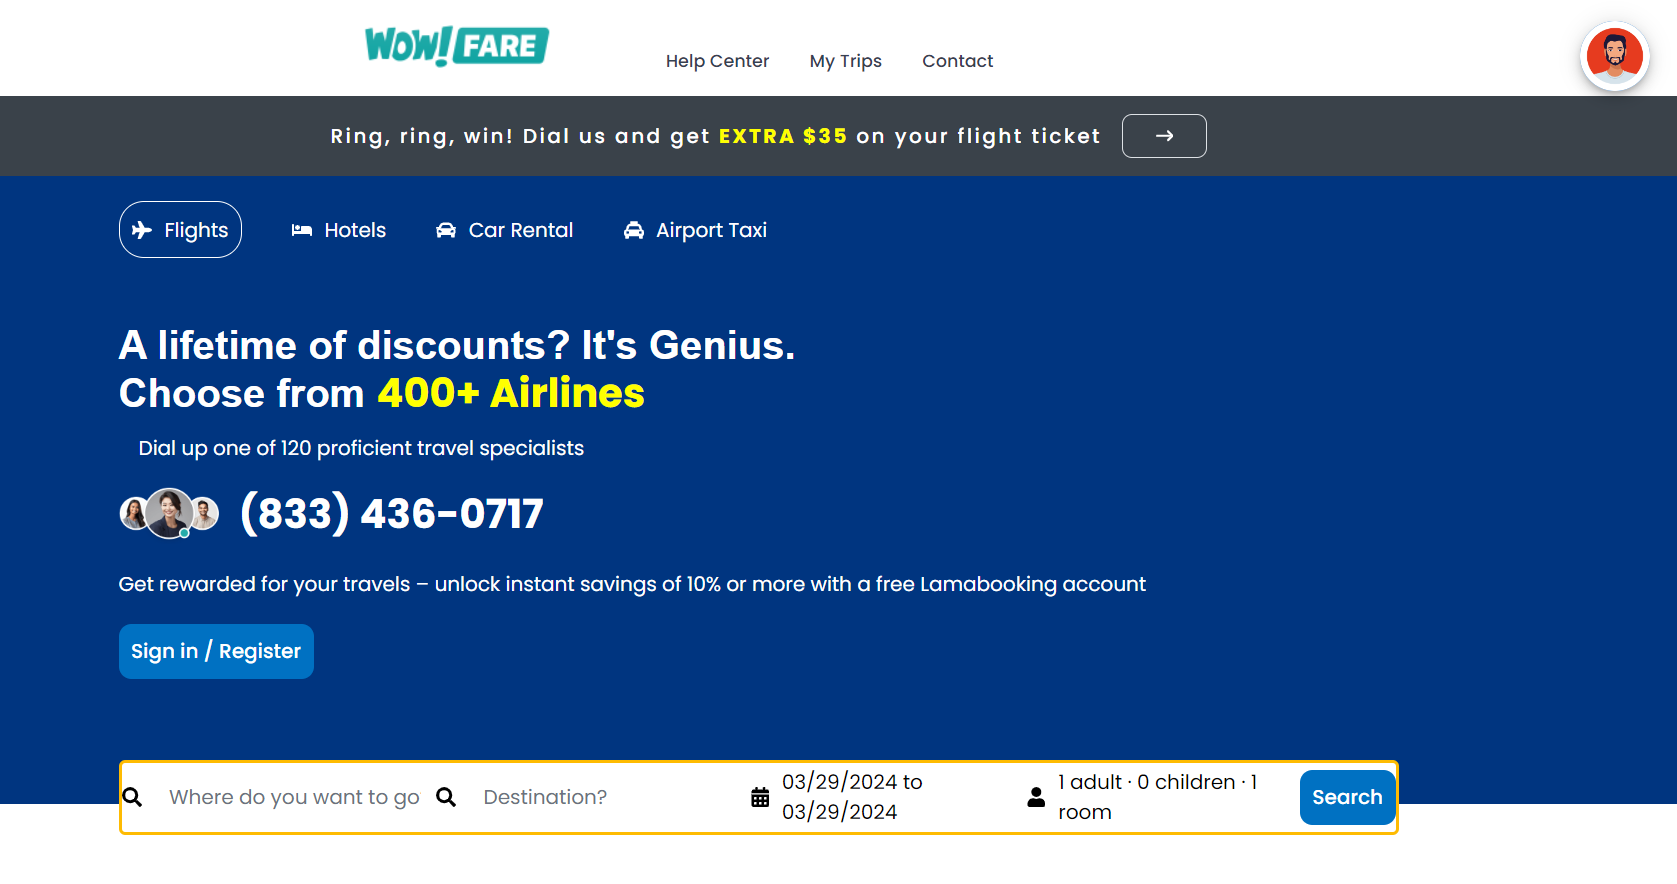 WOW! FARE
Help Center
My Trips
Contact
Ring, ring, win! Dial us and get EXTRA $35 on your flight ticket
Flights
Hotels
Car Rental
Airport Taxi
A lifetime of discounts? It's Genius.
Choose from 400+ Airlines
Dial up one of 120 proficient travel specialists
(833) 436-0717
Get rewarded for your travels – unlock instant savings of 10% or more with a free Lamabooking account
Sign in / Register
Where do you want to go
Destination?
03/29/2024 to
03/29/2024
1 adult · 0 children · 1
room
Search